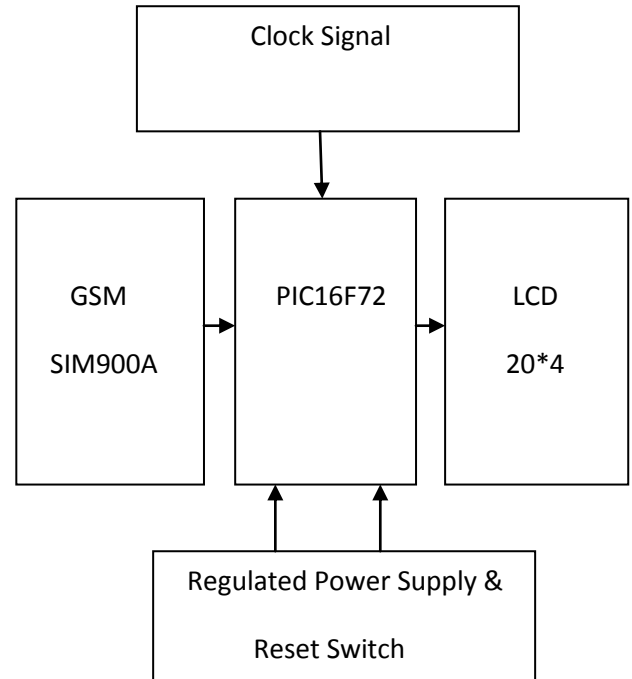 Clock Signal
GSM
SIM900A
PIC16F72
LCD
20*4
Regulated Power Supply &
Reset Switch